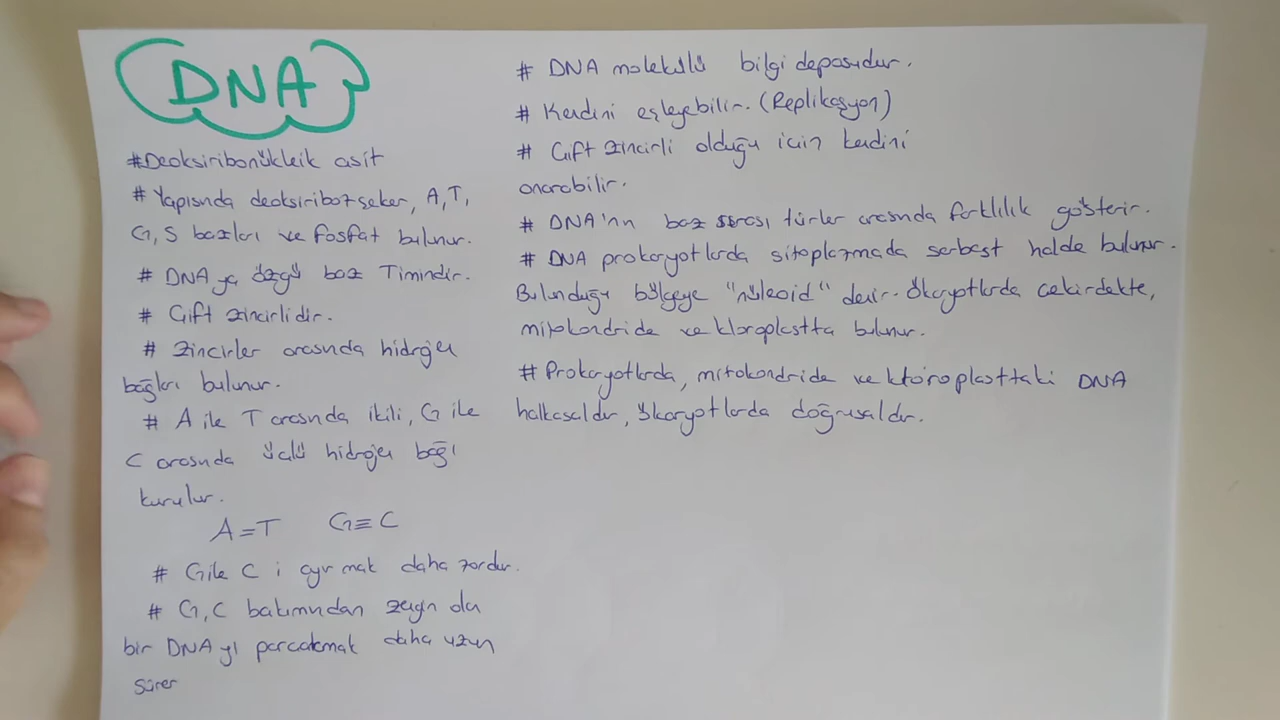 DNA
#Deoksiribonükleik asit
# Yapısında deoksiriboz şeker, A,T,
G,S bazları ve fosfat bulunur.
# DNA ya özgü baz Timindir.
# Çift zincirlidir.
# Zincirler arasında hidrojen
bağları bulunur.
# A ile T arasında ikili, G ile
C arasında üçlü hidrojen bağı
kurulur.
A=T G≡C
# G ile C i ayırmak daha zordur.
# G,C bakımından zengin olan
bir DNA yı parçalamak daha uzun
sürer
# DNA molekülü bilgi deposudur.
# Kendini eşleyebilir. (Replikasyon)
# Çift zincirli olduğu için kendini
onarabilir.
# DNA'nın baz sırası türler arasında farklılık gösterir.
# DNA prokaryotlarda sitoplazmada serbest halde bulunur.
Bulunduğu bölgeye "nükleoid" denir. Ökaryotlarda çekirdekte,
mitokondride ve kloroplastta bulunur.
# Prokaryotlarda, mitokondride ve kloroplasttaki DNA
halkasaldır, ökaryotlarda doğrusaldır.